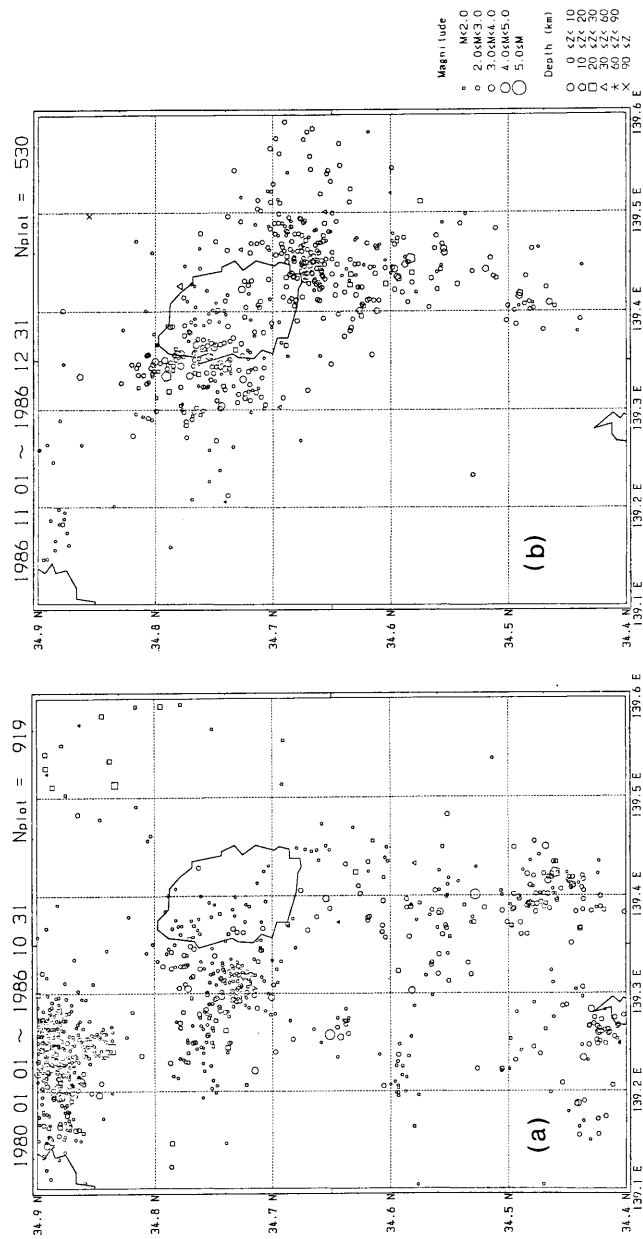 1980 01 01 ~ 1986 10 31 Nplot = 919
34.9 N
34.8 N
34.7 N
34.6 N
34.5 N
34.4 N
139.1 E
139.2 E
139.3 E
139.4 E
139.5 E
139.6 E
(a)
1986 11 01 ~ 1986 12 31 Nplot = 530
34.9 N
34.8 N
34.7 N
34.6 N
34.5 N
34.4 N
139.1 E
139.2 E
139.3 E
139.4 E
139.5 E
139.6 E
(b)
Magnitude
M<2.0
2.0≤M<3.0
3.0≤M<4.0
4.0≤M<5.0
5.0≤M
Depth (km)
0 ≤Z< 10
10 ≤Z< 20
20 ≤Z< 30
30 ≤Z< 60
60 ≤Z< 90
90 ≤Z